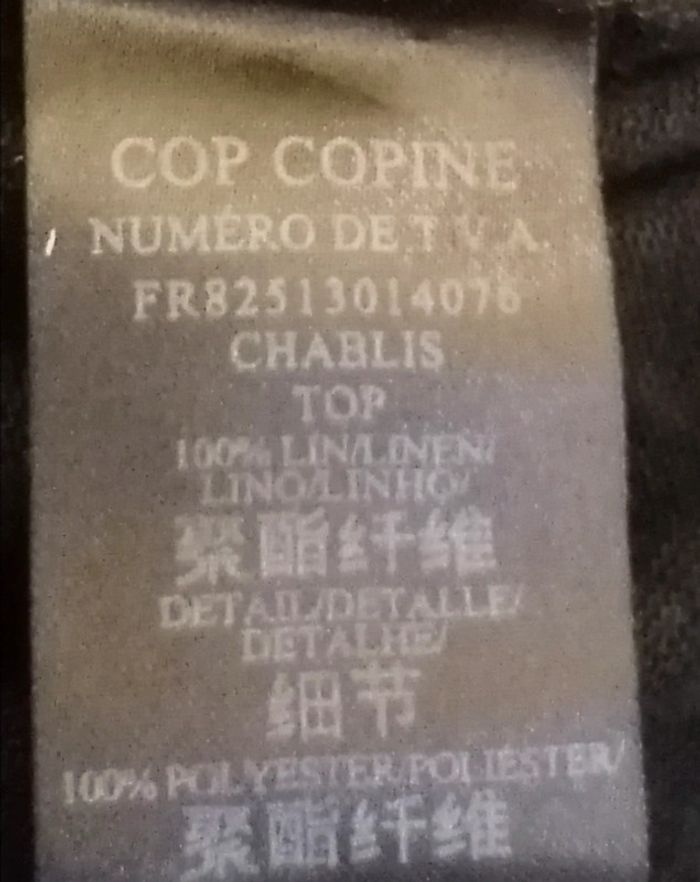 COP COPINE
NUMÉRO DE T.V.A.
FR82513014076
CHABLIS
TOP
100% LIN/LINEN/
LINO/LINHO/
聚酯纤维
DETAIL/DETALLE/
DETALHE/
细节
100% POLYESTER/POLIÉSTER/
聚酯纤维